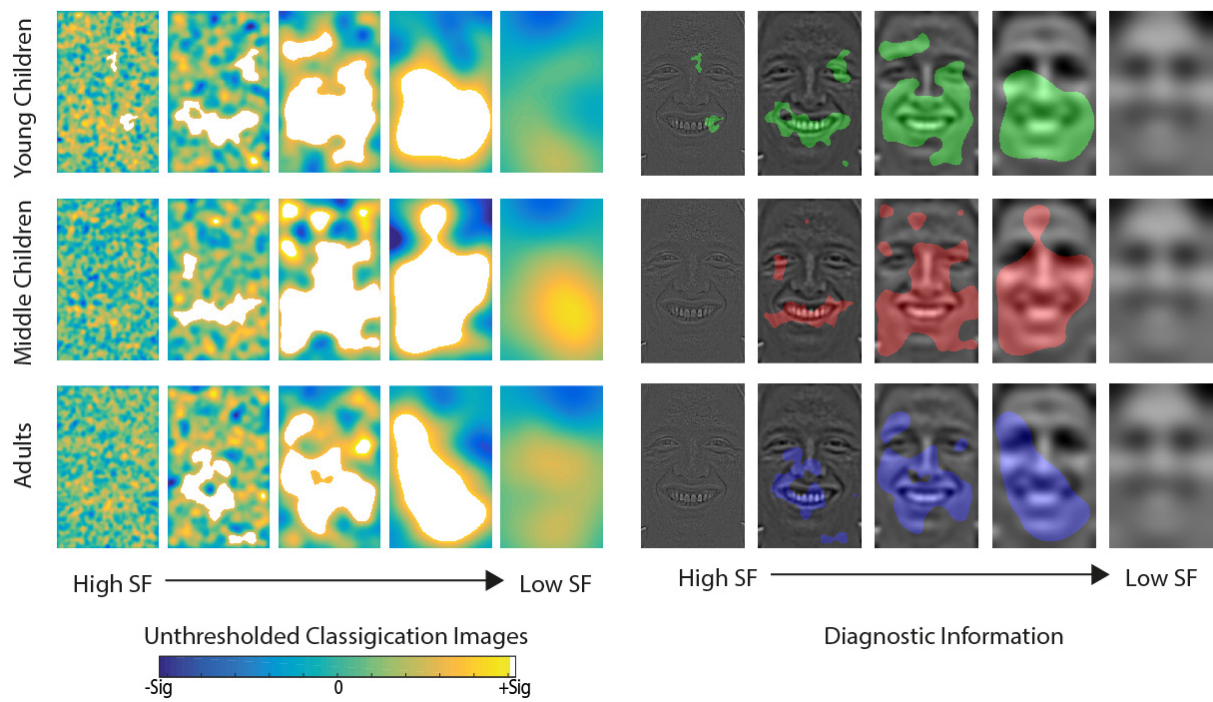 Young Children
Middle Children
Adults
High SF
Low SF
High SF
Low SF
Unthresholded Classigication Images
Diagnostic Information
-Sig
0
+Sig